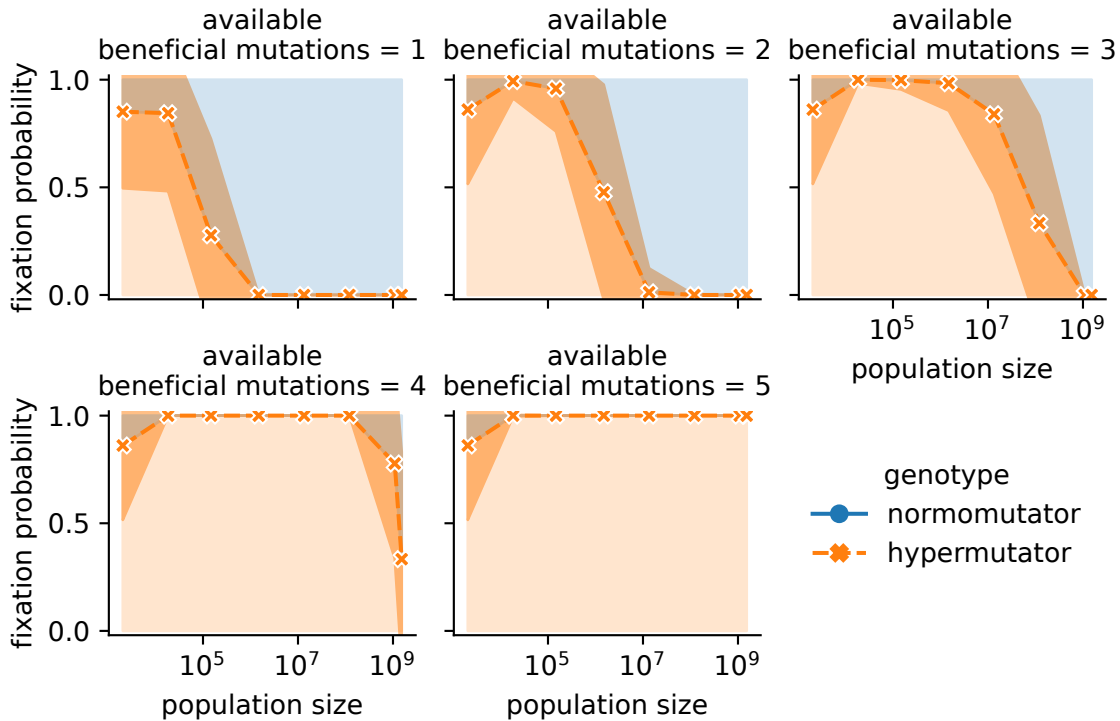 available
beneficial mutations = 1
available
beneficial mutations = 2
available
beneficial mutations = 3
fixation probability
1.0
0.5
0.0
10^5
10^7
10^9
population size
available
beneficial mutations = 4
available
beneficial mutations = 5
fixation probability
1.0
0.5
0.0
10^5
10^7
10^9
population size
10^5
10^7
10^9
population size
genotype
normomutator
hypermutator